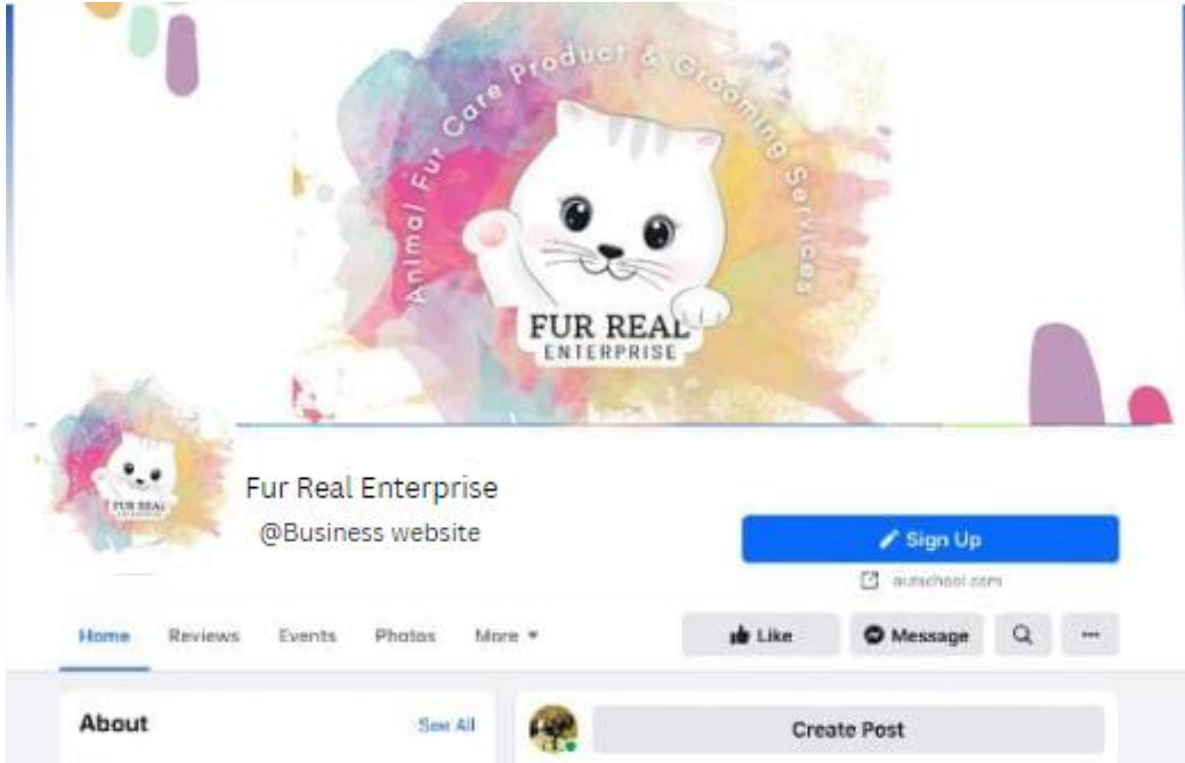 Animal Fur Care Product & Grooming Services
FUR REAL
ENTERPRISE
FUR REAL
Fur Real Enterprise
@Business website
Sign Up
Home Reviews Events Photos More
Like Message
About See All
Create Post